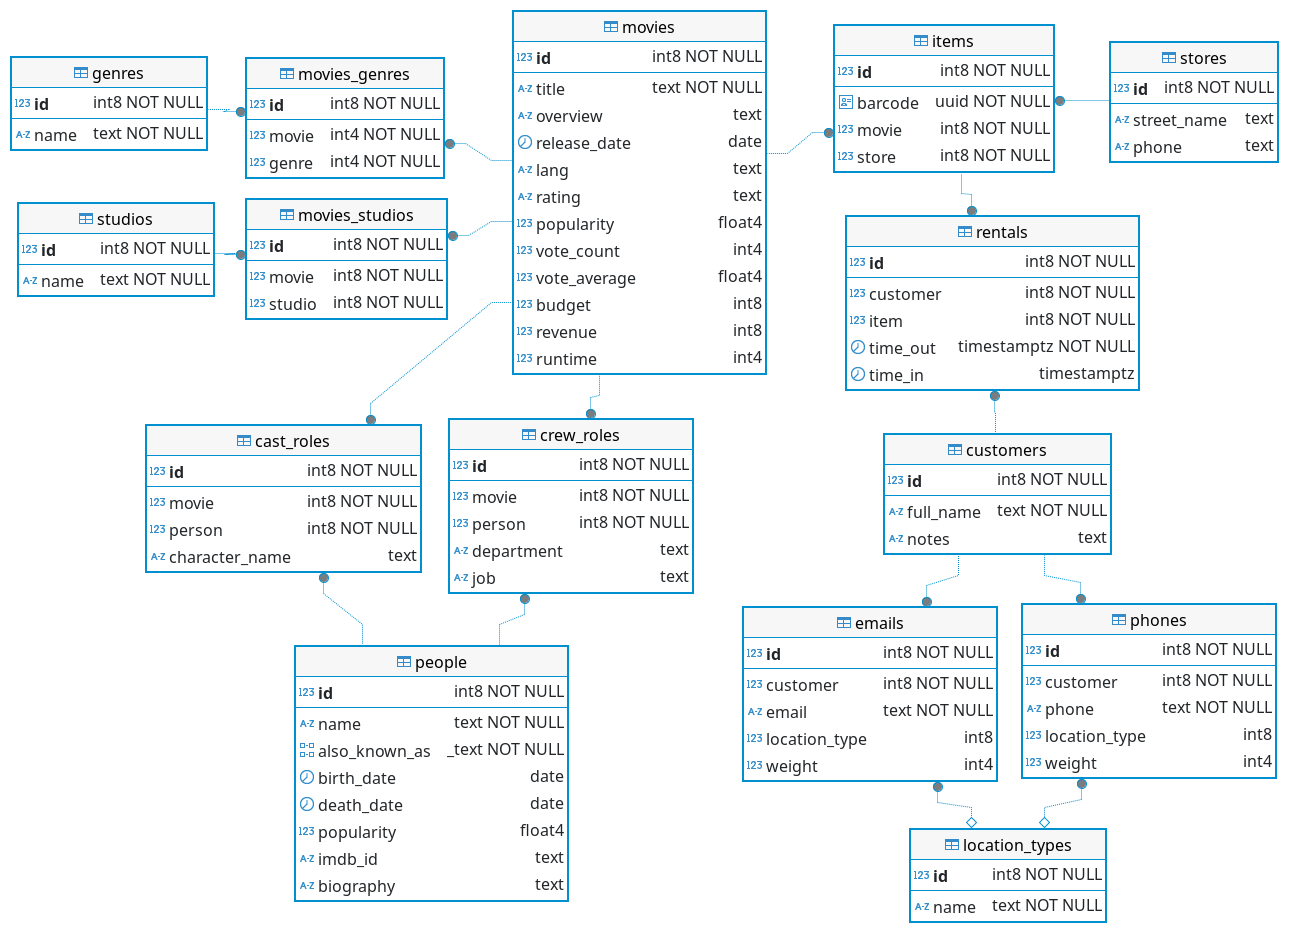 genres
123 id int8 NOT NULL
A-Z name text NOT NULL
movies_genres
123 id int8 NOT NULL
123 movie int4 NOT NULL
123 genre int4 NOT NULL
studios
123 id int8 NOT NULL
A-Z name text NOT NULL
movies_studios
123 id int8 NOT NULL
123 movie int8 NOT NULL
123 studio int8 NOT NULL
movies
123 id int8 NOT NULL
A-Z title text NOT NULL
A-Z overview text
release_date date
A-Z lang text
A-Z rating text
123 popularity float4
123 vote_count int4
123 vote_average float4
123 budget int8
123 revenue int8
123 runtime int4
items
123 id int8 NOT NULL
barcode uuid NOT NULL
123 movie int8 NOT NULL
123 store int8 NOT NULL
stores
123 id int8 NOT NULL
A-Z street_name text
A-Z phone text
rentals
123 id int8 NOT NULL
123 customer int8 NOT NULL
123 item int8 NOT NULL
time_out timestamptz NOT NULL
time_in timestamptz
cast_roles
123 id int8 NOT NULL
123 movie int8 NOT NULL
123 person int8 NOT NULL
A-Z character_name text
crew_roles
123 id int8 NOT NULL
123 movie int8 NOT NULL
123 person int8 NOT NULL
A-Z department text
A-Z job text
customers
123 id int8 NOT NULL
A-Z full_name text NOT NULL
A-Z notes text
people
123 id int8 NOT NULL
A-Z name text NOT NULL
also_known_as _text NOT NULL
birth_date date
death_date date
123 popularity float4
A-Z imdb_id text
A-Z biography text
emails
123 id int8 NOT NULL
123 customer int8 NOT NULL
A-Z email text NOT NULL
123 location_type int8
123 weight int4
phones
123 id int8 NOT NULL
123 customer int8 NOT NULL
A-Z phone text NOT NULL
123 location_type int8
123 weight int4
location_types
123 id int8 NOT NULL
A-Z name text NOT NULL